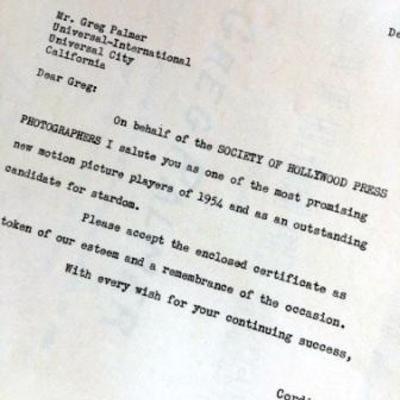 De
Mr. Greg Palmer
Universal-International
Universal City
California
Dear Greg:
On behalf of the SOCIETY OF HOLLYWOOD PRESS
PHOTOGRAPHERS I salute you as one of the most promising
new motion picture players of 1954 and as an outstanding
candidate for stardom.
Please accept the enclosed certificate as
token of our esteem and a remembrance of the occasion.
With every wish for your continuing success,
Cordi